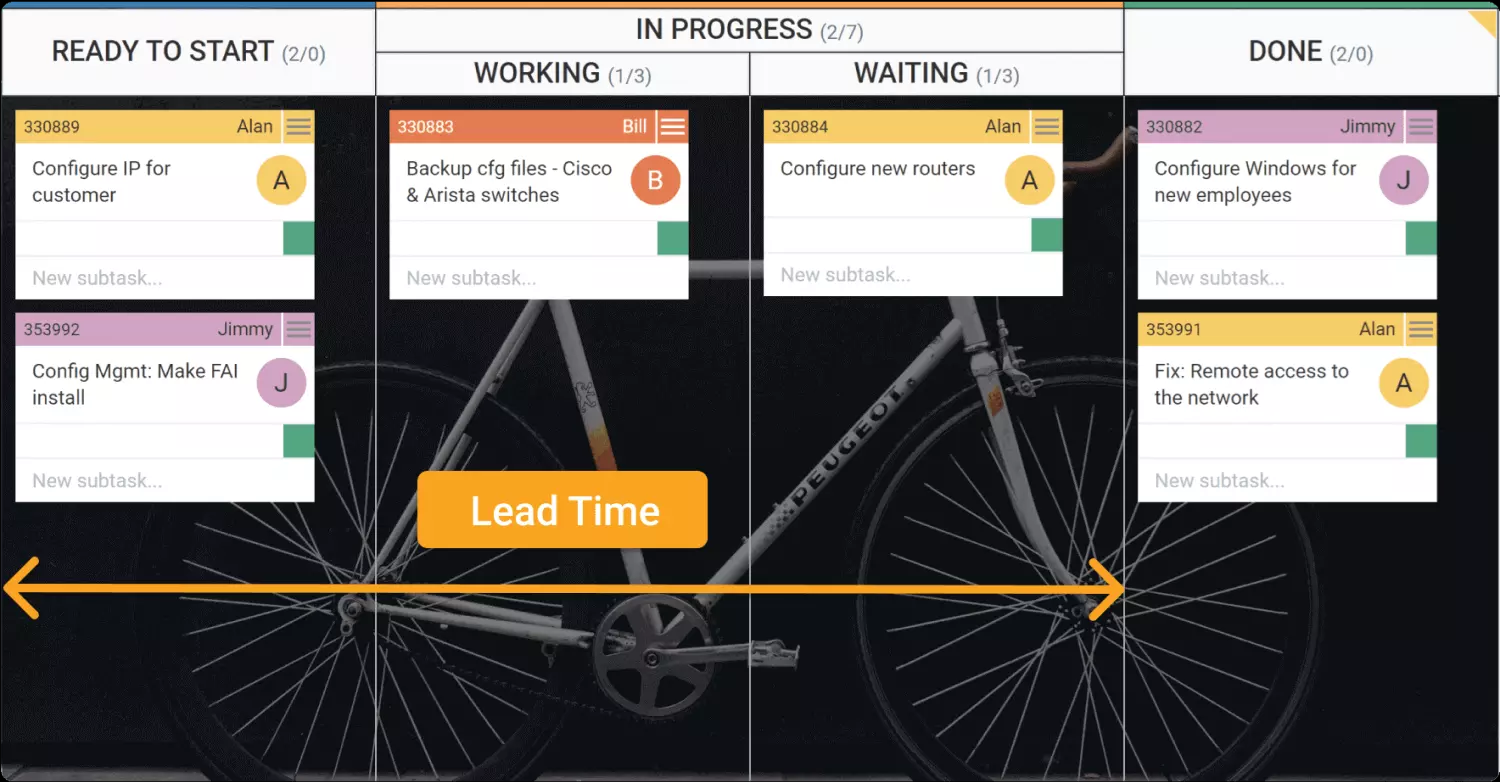 READY TO START (2/0)
IN PROGRESS (2/7)
WORKING (1/3)
WAITING (1/3)
DONE (2/0)
330889 Alan
Configure IP for
customer
A
New subtask...
353992 Jimmy
Config Mgmt: Make FAI
install
J
New subtask...
330883 Bill
Backup cfg files - Cisco
& Arista switches
B
New subtask...
330884 Alan
Configure new routers
A
New subtask...
330882 Jimmy
Configure Windows for
new employees
J
New subtask...
353991 Alan
Fix: Remote access to
the network
A
New subtask...
Lead Time
PEUGEOT